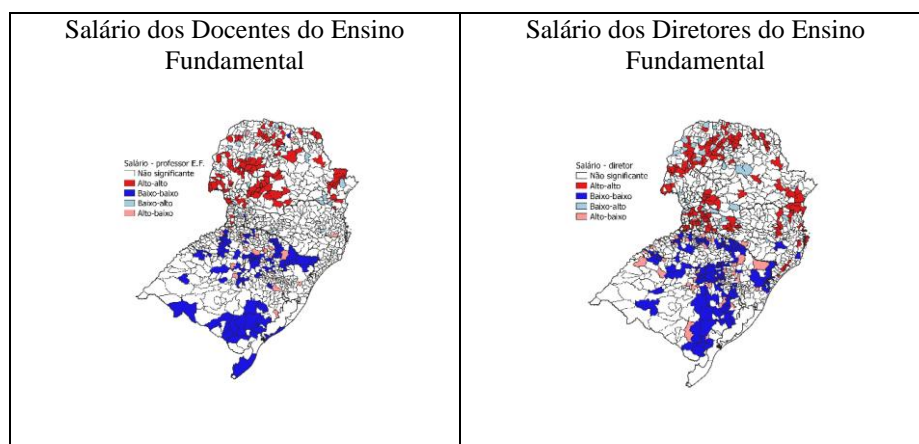 Salário dos Docentes do Ensino
Fundamental
Salário - professor E.F.
Não significante
Alto-alto
Baixo-baixo
Baixo-alto
Alto-baixo
Salário dos Diretores do Ensino
Fundamental
Salário - diretor
Não significante
Alto-alto
Baixo-baixo
Baixo-alto
Alto-baixo